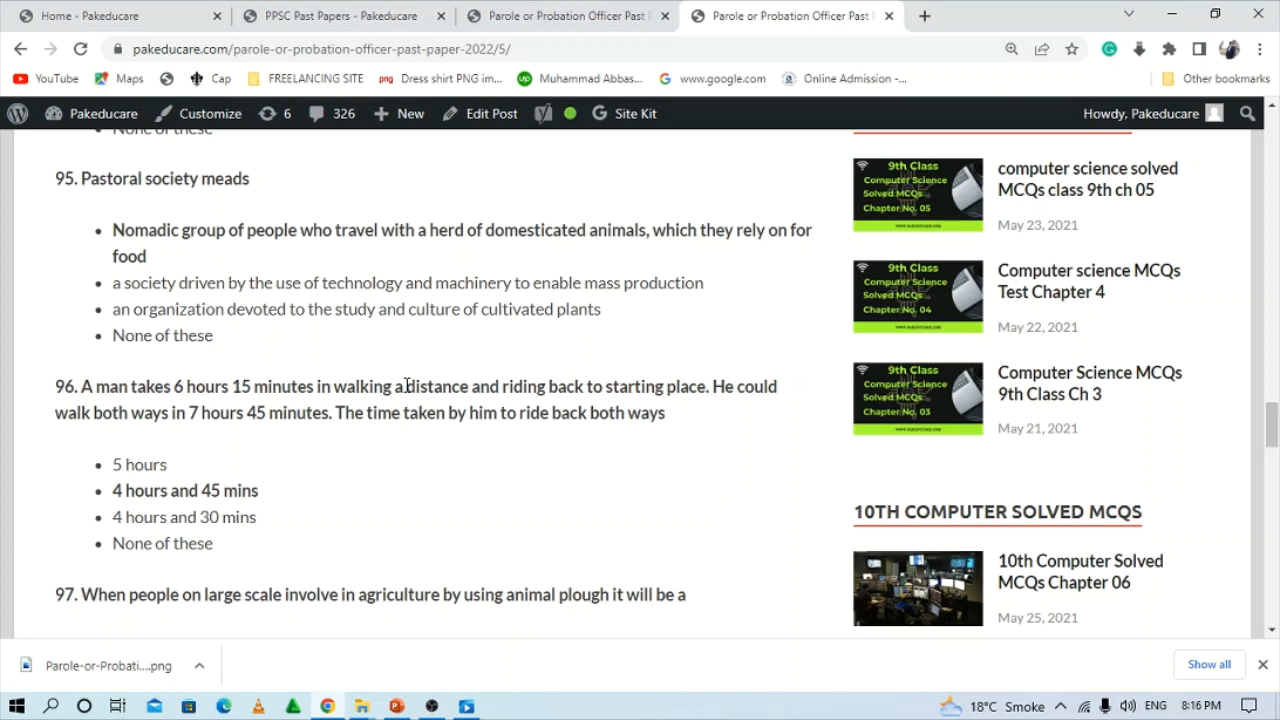 Home - Pakeducare
PPSC Past Papers - Pakeducare
Parole or Probation Officer Past
Parole or Probation Officer Past
pakeducare.com/parole-or-probation-officer-past-paper-2022/5/
YouTube
Maps
Cap
FREELANCING SITE
png
Dress shirt PNG im...
up
Muhammad Abbas...
www.google.com
Online Admission -...
Other bookmarks
Pakeducare
Customize
6
326
New
Edit Post
Site Kit
Howdy, Pakeducare
None of these
95. Pastoral society meads
Nomadic group of people who travel with a herd of domesticated animals, which they rely on for
food
a society driven by the use of technology and machinery to enable mass production
an organization devoted to the study and culture of cultivated plants
None of these
96. A man takes 6 hours 15 minutes in walking a distance and riding back to starting place. He could
walk both ways in 7 hours 45 minutes. The time taken by him to ride back both ways
5 hours
4 hours and 45 mins
4 hours and 30 mins
None of these
97. When people on large scale involve in agriculture by using animal plough it will be a
9th Class
Computer Science
Solved MCQs
Chapter No. 05
WWW.PAKEDUCARE.COM
computer science solved
MCQs class 9th ch 05
May 23, 2021
9th Class
Computer Science
Solved MCQs
Chapter No. 04
WWW.PAKEDUCARE.COM
Computer science MCQs
Test Chapter 4
May 22, 2021
9th Class
Computer Science
Solved MCQs
Chapter No. 03
WWW.PAKEDUCARE.COM
Computer Science MCQs
9th Class Ch 3
May 21, 2021
10TH COMPUTER SOLVED MCQS
10th Computer Solved
MCQs Chapter 06
May 25, 2021
Parole-or-Probati....png
Show all
18°C Smoke
ENG
8:16 PM